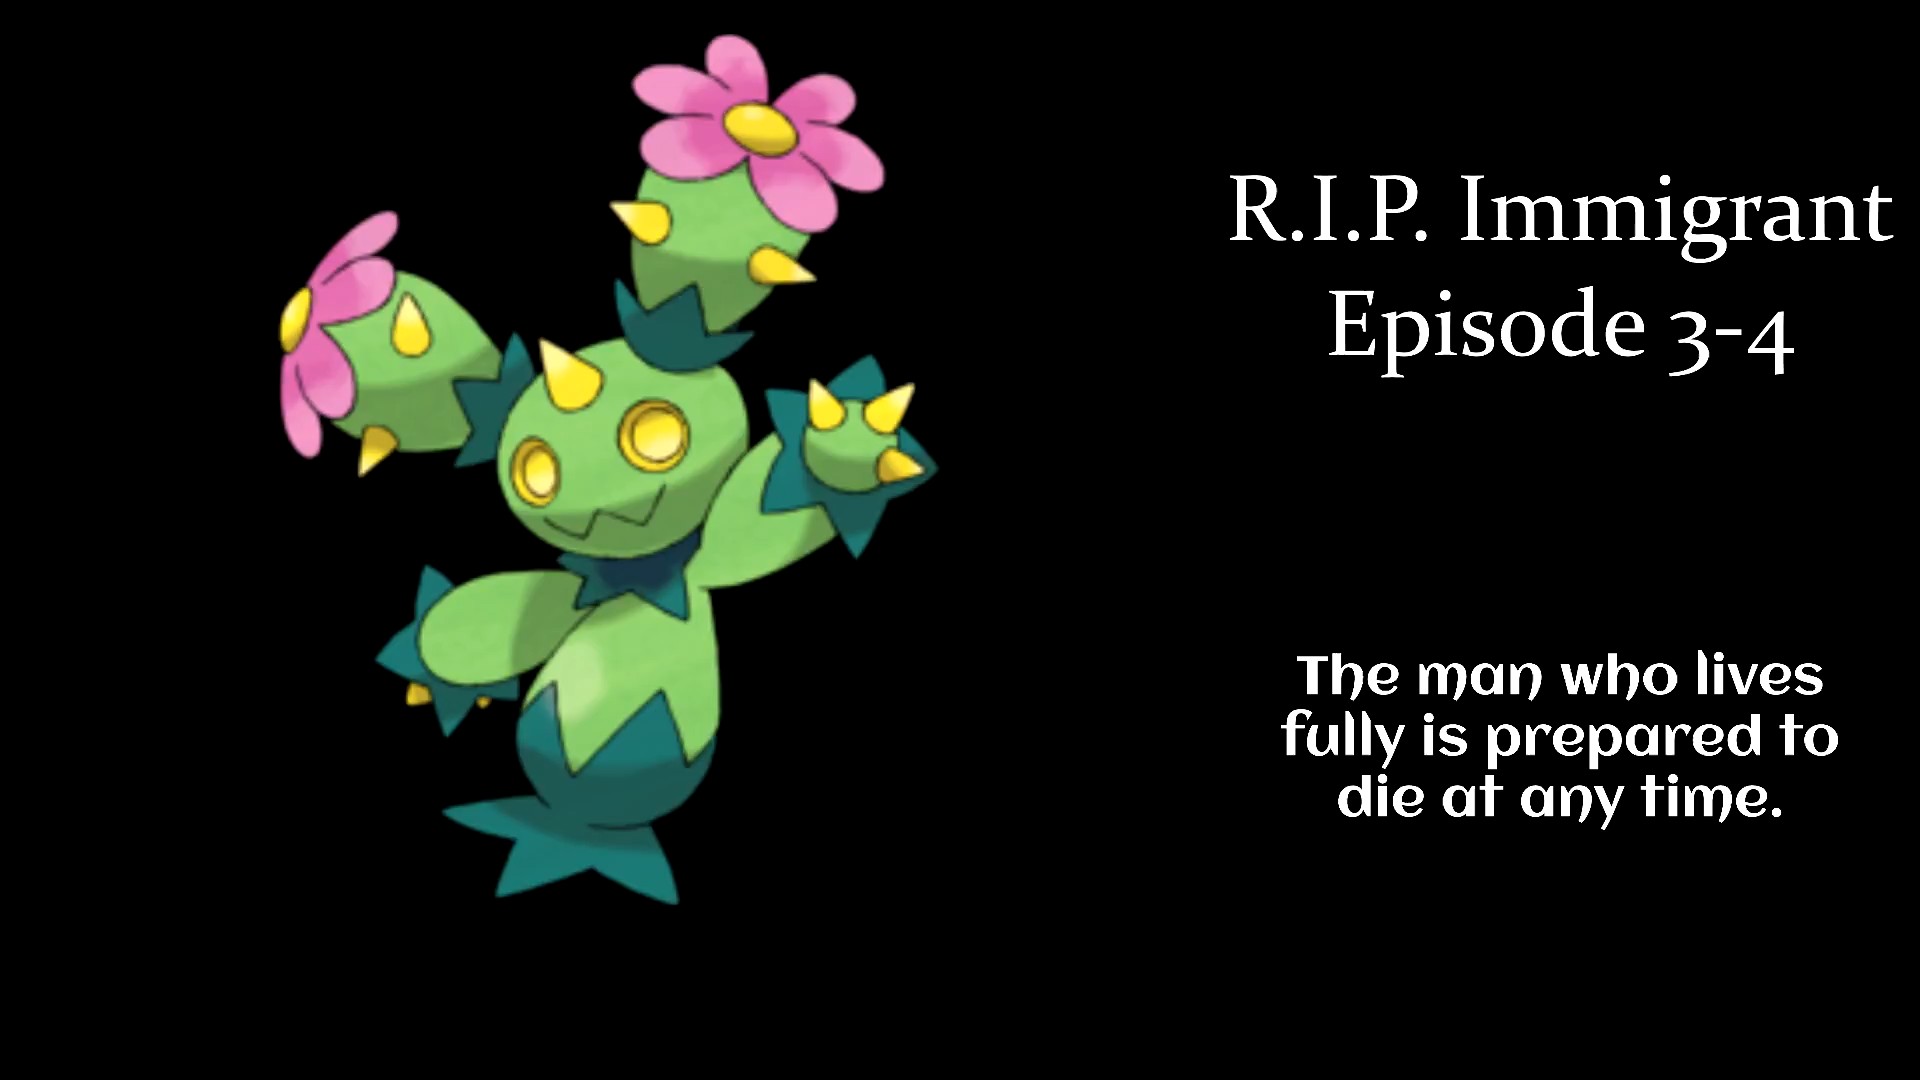 R.I.P. Immigrant
Episode 3-4
The man who lives
fully is prepared to
die at any time.